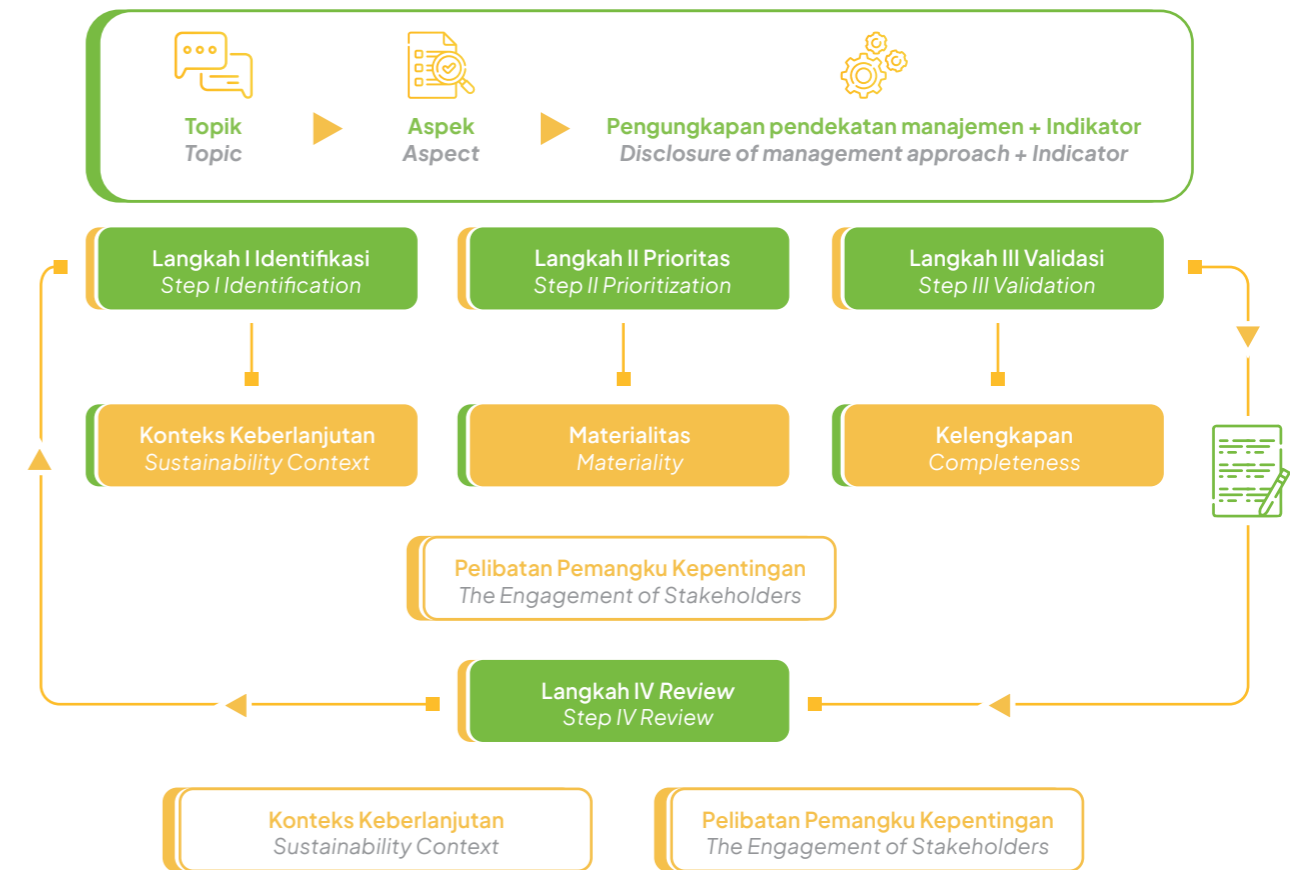 Topik
Topic
Aspek
Aspect
Pengungkapan pendekatan manajemen + Indikator
Disclosure of management approach + Indicator
Langkah I Identifikasi
Step I Identification
Langkah II Prioritas
Step II Prioritization
Langkah III Validasi
Step III Validation
Konteks Keberlanjutan
Sustainability Context
Materialitas
Materiality
Kelengkapan
Completeness
Pelibatan Pemangku Kepentingan
The Engagement of Stakeholders
Langkah IV Review
Step IV Review
Konteks Keberlanjutan
Sustainability Context
Pelibatan Pemangku Kepentingan
The Engagement of Stakeholders